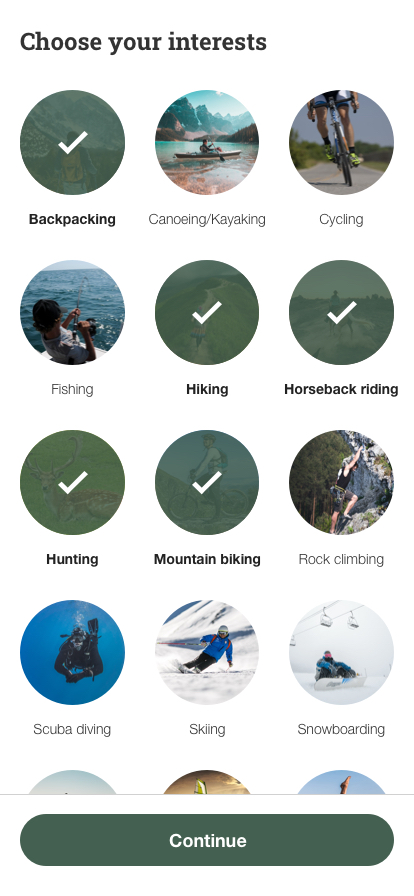 Choose your interests
Backpacking
Canoeing/Kayaking
Cycling
Fishing
Hiking
Horseback riding
Hunting
Mountain biking
Rock climbing
Scuba diving
Skiing
Snowboarding
Continue